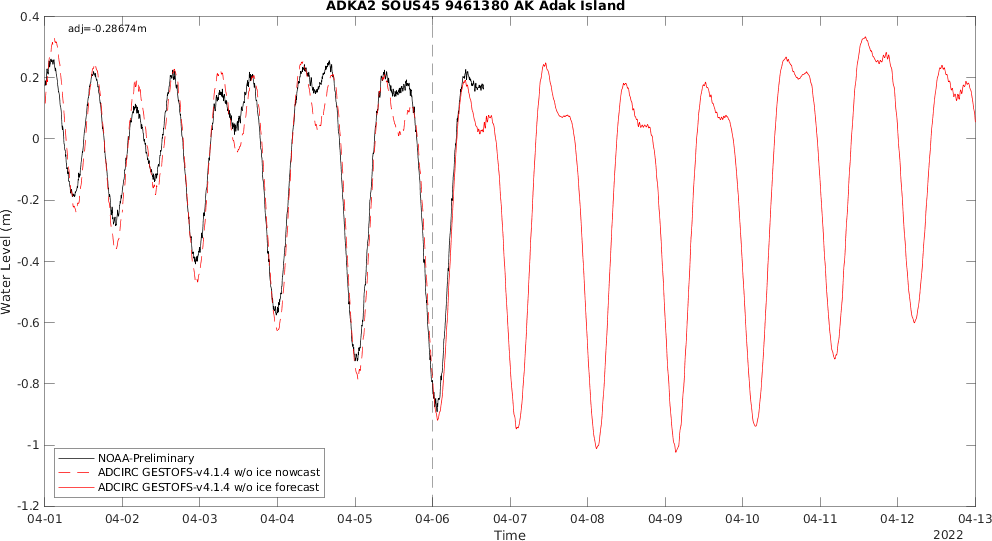 ADKA2 SOUS45 9461380 AK Adak Island
adj=-0.28674m
0.4
0.2
0
-0.2
-0.4
-0.6
-0.8
-1
-1.2
Water Level (m)
NOAA-Preliminary
ADCIRC GESTOFS-v4.1.4 w/o ice nowcast
ADCIRC GESTOFS-v4.1.4 w/o ice forecast
04-01 04-02 04-03 04-04 04-05 04-06 04-07 04-08 04-09 04-10 04-11 04-12 04-13
Time
2022